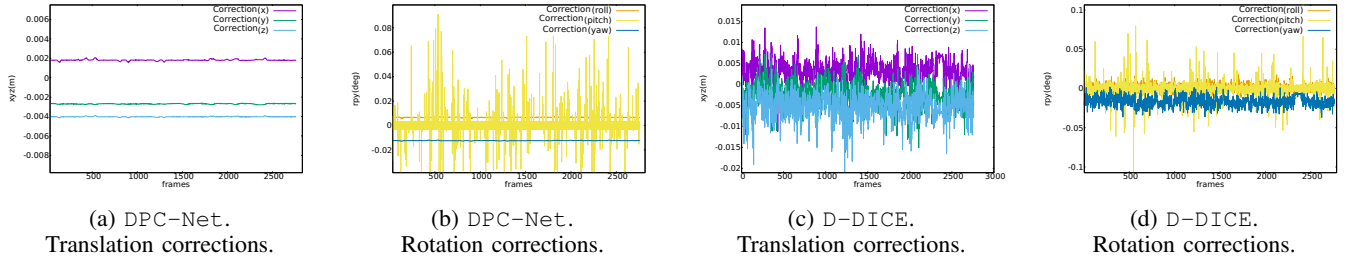 Correction(x)
Correction(y)
Correction(z)
0.006
0.004
0.002
0
-0.002
-0.004
-0.006
-0.008
xyz(m)
500
1000
1500
2000
2500
frames
(a) DPC-Net.
Translation corrections.
Correction(roll)
Correction(pitch)
Correction(yaw)
0.08
0.06
0.04
0.02
0
-0.02
rpy(deg)
500
1000
1500
2000
2500
frames
(b) DPC-Net.
Rotation corrections.
Correction(x)
Correction(y)
Correction(z)
0.015
0.01
0.005
0
-0.005
-0.01
-0.015
-0.02
xyz(m)
0
500
1000
1500
2000
2500
3000
frames
(c) D-DICE.
Translation corrections.
Correction(roll)
Correction(pitch)
Correction(yaw)
0.1
0.05
0
-0.05
-0.1
rpy(deg)
500
1000
1500
2000
2500
frames
(d) D-DICE.
Rotation corrections.